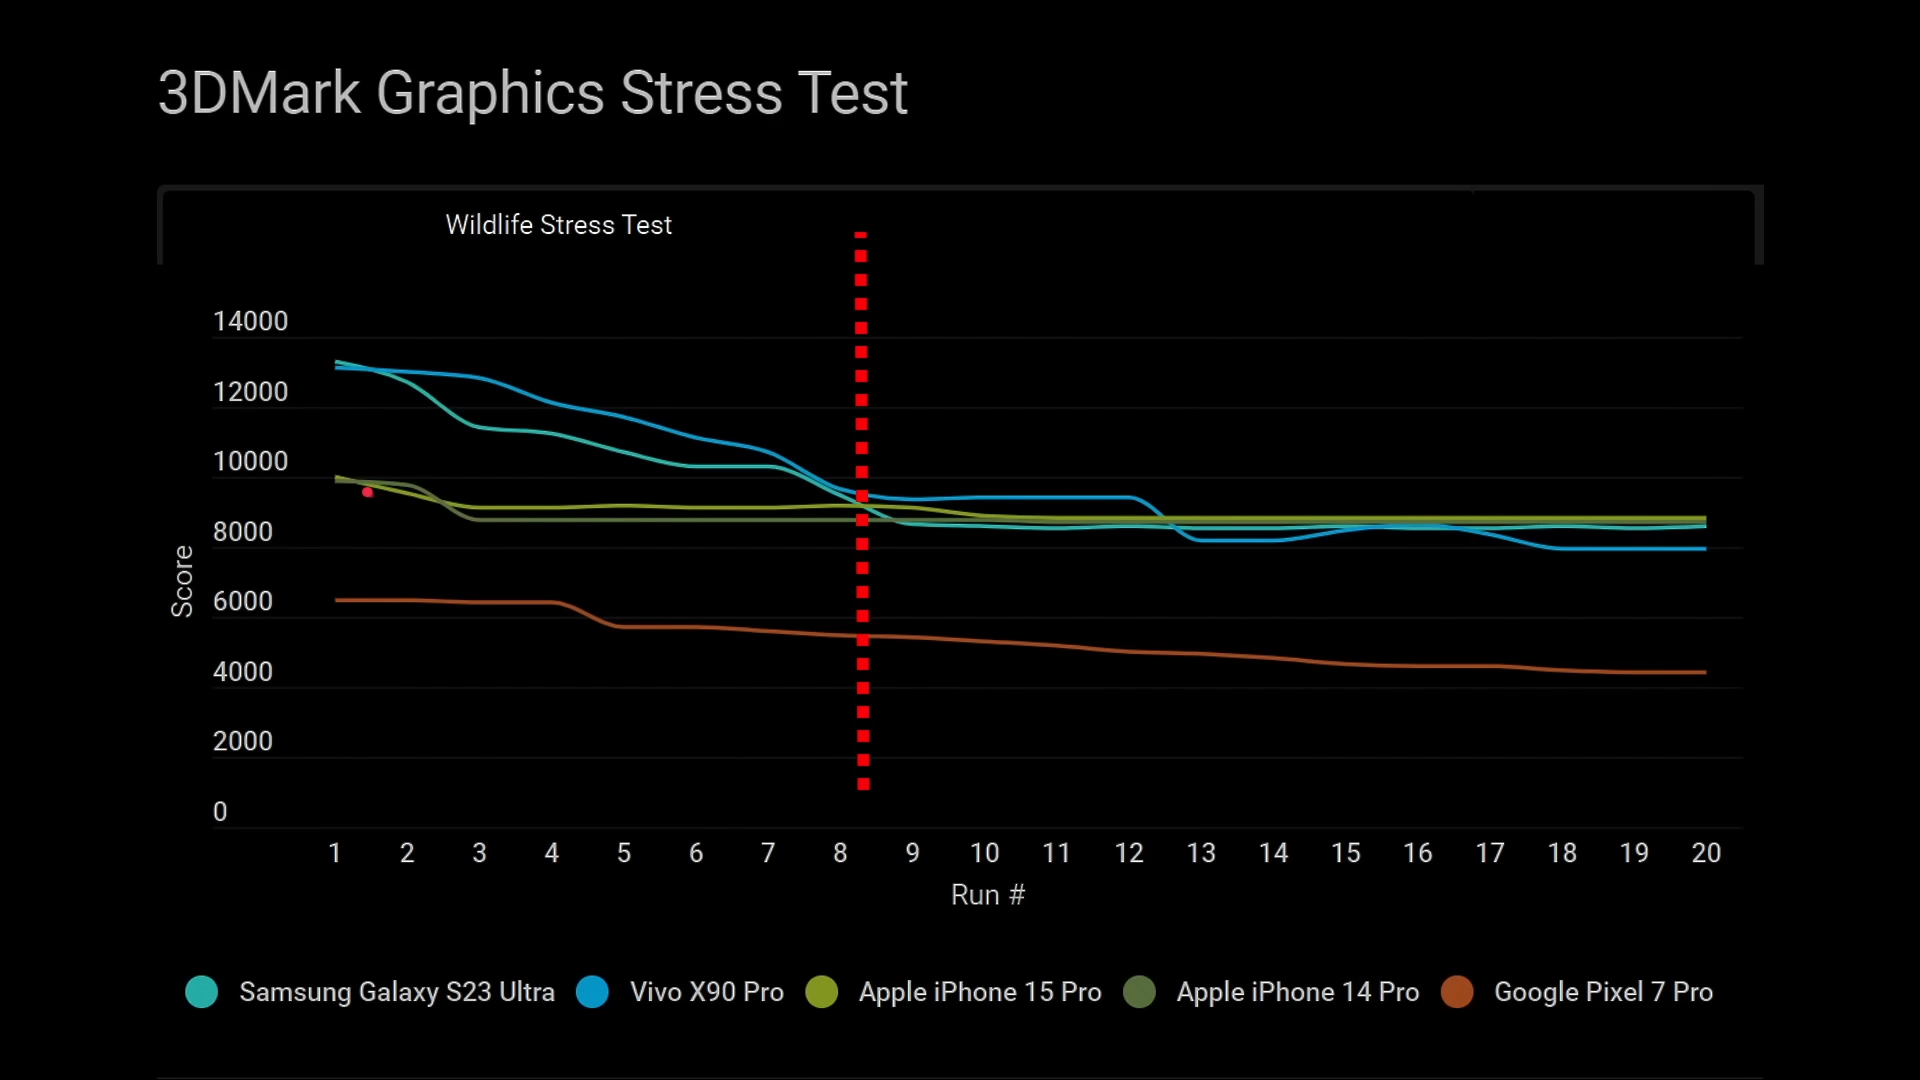 3DMark Graphics Stress Test
Wildlife Stress Test
14000
12000
10000
8000
6000
4000
2000
0
Score
1 2 3 4 5 6 7 8 9 10 11 12 13 14 15 16 17 18 19 20
Run #
Samsung Galaxy S23 Ultra Vivo X90 Pro Apple iPhone 15 Pro Apple iPhone 14 Pro Google Pixel 7 Pro